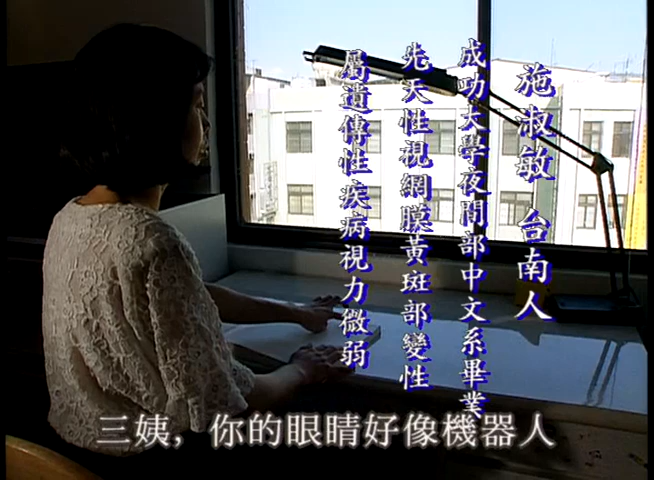 施淑敏 台南人
成功大學夜間部中文系畢業
先天性視網膜黃斑部變性
屬遺傳性疾病視力微弱
三姨，你的眼睛好像機器人